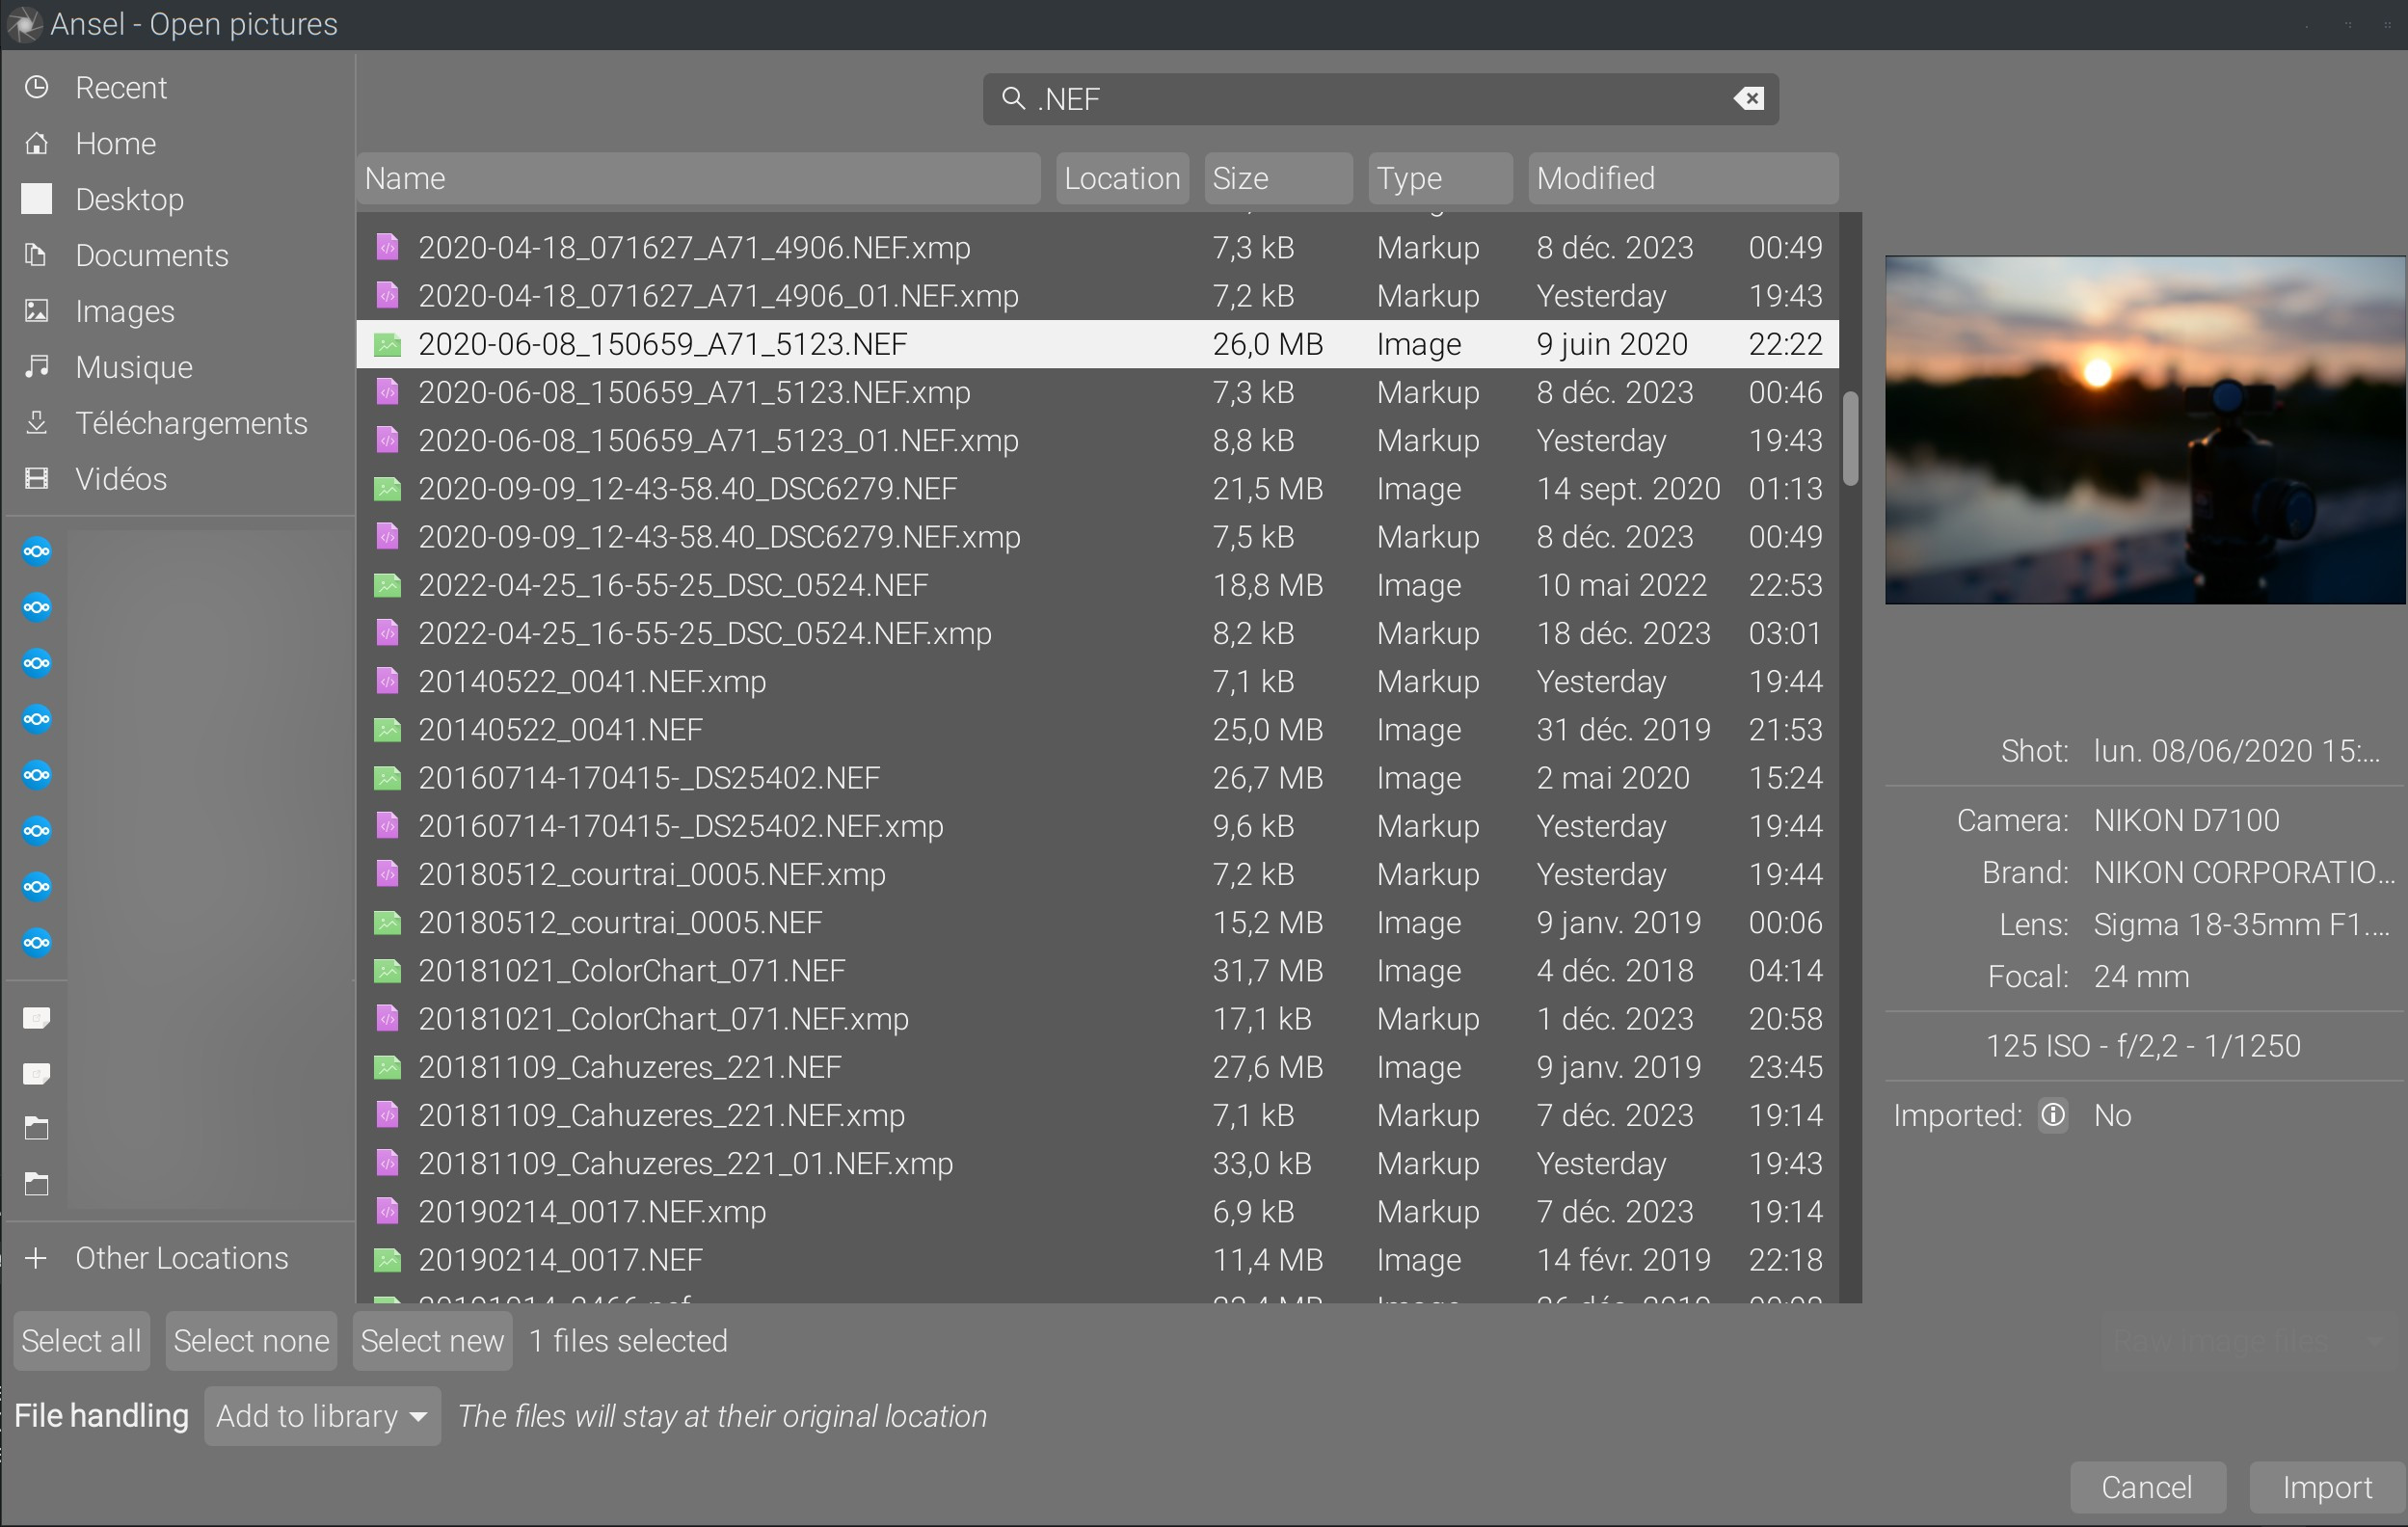 Ansel - Open pictures
Recent
Home
Desktop
Documents
Images
Musique
Téléchargements
Vidéos
Other Locations
.NEF
Name Location Size Type Modified
2020-04-18_071627_A71_4906.NEF.xmp 7,3 kB Markup 8 déc. 2023 00:49
2020-04-18_071627_A71_4906_01.NEF.xmp 7,2 kB Markup Yesterday 19:43
2020-06-08_150659_A71_5123.NEF 26,0 MB Image 9 juin 2020 22:22
2020-06-08_150659_A71_5123.NEF.xmp 7,3 kB Markup 8 déc. 2023 00:46
2020-06-08_150659_A71_5123_01.NEF.xmp 8,8 kB Markup Yesterday 19:43
2020-09-09_12-43-58.40_DSC6279.NEF 21,5 MB Image 14 sept. 2020 01:13
2020-09-09_12-43-58.40_DSC6279.NEF.xmp 7,5 kB Markup 8 déc. 2023 00:49
2022-04-25_16-55-25_DSC_0524.NEF 18,8 MB Image 10 mai 2022 22:53
2022-04-25_16-55-25_DSC_0524.NEF.xmp 8,2 kB Markup 18 déc. 2023 03:01
20140522_0041.NEF.xmp 7,1 kB Markup Yesterday 19:44
20140522_0041.NEF 25,0 MB Image 31 déc. 2019 21:53
20160714-170415-_DS25402.NEF 26,7 MB Image 2 mai 2020 15:24
20160714-170415-_DS25402.NEF.xmp 9,6 kB Markup Yesterday 19:44
20180512_courtrai_0005.NEF.xmp 7,2 kB Markup Yesterday 19:44
20180512_courtrai_0005.NEF 15,2 MB Image 9 janv. 2019 00:06
20181021_ColorChart_071.NEF 31,7 MB Image 4 déc. 2018 04:14
20181021_ColorChart_071.NEF.xmp 17,1 kB Markup 1 déc. 2023 20:58
20181109_Cahuzeres_221.NEF 27,6 MB Image 9 janv. 2019 23:45
20181109_Cahuzeres_221.NEF.xmp 7,1 kB Markup 7 déc. 2023 19:14
20181109_Cahuzeres_221_01.NEF.xmp 33,0 kB Markup Yesterday 19:43
20190214_0017.NEF.xmp 6,9 kB Markup 7 déc. 2023 19:14
20190214_0017.NEF 11,4 MB Image 14 févr. 2019 22:18
Shot: lun. 08/06/2020 15:...
Camera: NIKON D7100
Brand: NIKON CORPORATIO...
Lens: Sigma 18-35mm F1....
Focal: 24 mm
125 ISO - f/2,2 - 1/1250
Imported: No
Select all Select none Select new 1 files selected
Raw image files
File handling Add to library The files will stay at their original location
Cancel Import